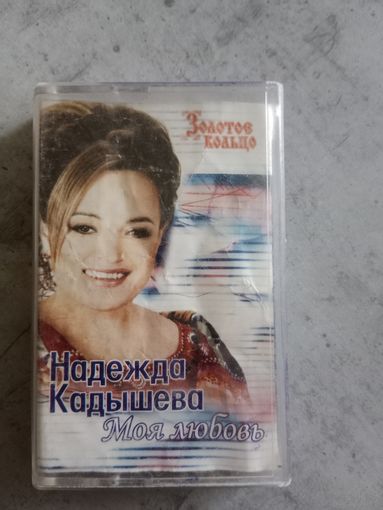 Золотое
кольцо
Надежда
Кадышева
Моя любовь